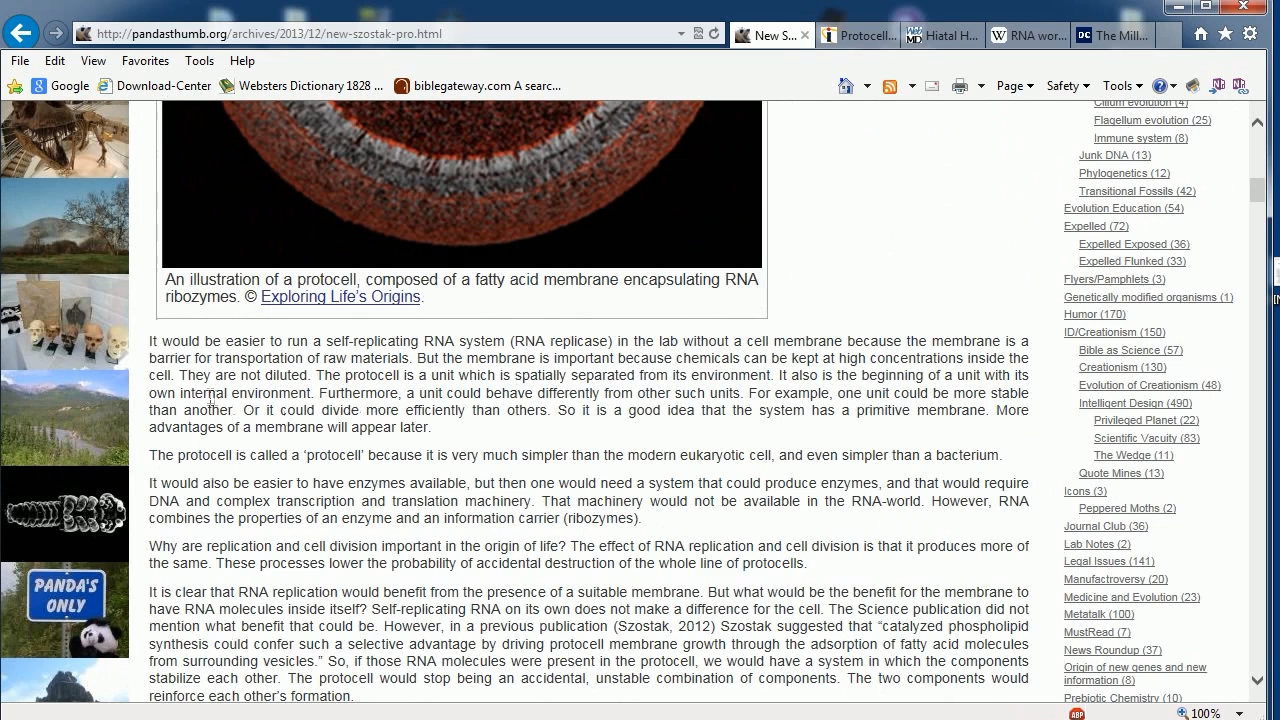 http://pandasthumb.org/archives/2013/12/new-szostak-pro.html
New S...
Protocell...
Hiatal H...
RNA wor...
The Mill...
File Edit View Favorites Tools Help
Google Download-Center Websters Dictionary 1828 ... biblegateway.com A searc... Page Safety Tools
An illustration of a protocell, composed of a fatty acid membrane encapsulating RNA
ribozymes. © Exploring Life's Origins.
It would be easier to run a self-replicating RNA system (RNA replicase) in the lab without a cell membrane because the membrane is a
barrier for transportation of raw materials. But the membrane is important because chemicals can be kept at high concentrations inside the
cell. They are not diluted. The protocell is a unit which is spatially separated from its environment. It also is the beginning of a unit with its
own internal environment. Furthermore, a unit could behave differently from other such units. For example, one unit could be more stable
than another. Or it could divide more efficiently than others. So it is a good idea that the system has a primitive membrane. More
advantages of a membrane will appear later.
The protocell is called a ‘protocell’ because it is very much simpler than the modern eukaryotic cell, and even simpler than a bacterium.
It would also be easier to have enzymes available, but then one would need a system that could produce enzymes, and that would require
DNA and complex transcription and translation machinery. That machinery would not be available in the RNA-world. However, RNA
combines the properties of an enzyme and an information carrier (ribozymes).
Why are replication and cell division important in the origin of life? The effect of RNA replication and cell division is that it produces more of
the same. These processes lower the probability of accidental destruction of the whole line of protocells.
It is clear that RNA replication would benefit from the presence of a suitable membrane. But what would be the benefit for the membrane to
have RNA molecules inside itself? Self-replicating RNA on its own does not make a difference for the cell. The Science publication did not
mention what benefit that could be. However, in a previous publication (Szostak, 2012) Szostak suggested that “catalyzed phospholipid
synthesis could confer such a selective advantage by driving protocell membrane growth through the adsorption of fatty acid molecules
from surrounding vesicles.” So, if those RNA molecules were present in the protocell, we would have a system in which the components
stabilize each other. The protocell would stop being an accidental, unstable combination of components. The two components would
reinforce each other's formation.
PANDA'S
ONLY
Cilium evolution (4)
Flagellum evolution (25)
Immune system (8)
Junk DNA (13)
Phylogenetics (12)
Transitional Fossils (42)
Evolution Education (54)
Expelled (72)
Expelled Exposed (36)
Expelled Flunked (33)
Flyers/Pamphlets (3)
Genetically modified organisms (1)
Humor (170)
ID/Creationism (150)
Bible as Science (57)
Creationism (130)
Evolution of Creationism (48)
Intelligent Design (490)
Privileged Planet (22)
Scientific Vacuity (83)
The Wedge (11)
Quote Mines (13)
Icons (3)
Peppered Moths (2)
Journal Club (36)
Lab Notes (2)
Legal Issues (141)
Manufactroversy (20)
Medicine and Evolution (23)
Metatalk (100)
MustRead (7)
News Roundup (37)
Origin of new genes and new
information (8)
Prebiotic Chemistry (10)
ABP
100%